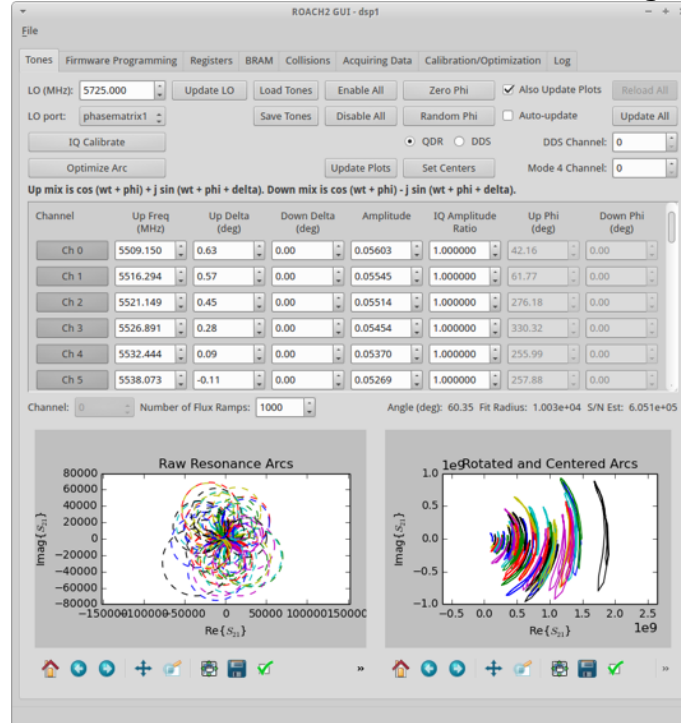 ROACH2 GUI - dsp1
File
Tones Firmware Programming Registers BRAM Collisions Acquiring Data Calibration/Optimization Log
LO (MHz): 5725.000 Update LO Load Tones Enable All Zero Phi Also Update Plots Reload All
LO port: phasematrix1 Save Tones Disable All Random Phi Auto-update Update All
IQ Calibrate QDR DDS DDS Channel: 0
Optimize Arc Update Plots Set Centers Mode 4 Channel: 0
Up mix is cos (wt + phi) + j sin (wt + phi + delta). Down mix is cos (wt + phi) - j sin (wt + phi + delta).
Channel Up Freq Up Delta Down Delta Amplitude IQ Amplitude Up Phi Down Phi
(MHz) (deg) (deg) Ratio (deg) (deg)
Ch 0 5509.150 0.63 0.00 0.05603 1.000000 42.16 0.00
Ch 1 5516.294 0.57 0.00 0.05545 1.000000 61.77 0.00
Ch 2 5521.149 0.45 0.00 0.05514 1.000000 276.18 0.00
Ch 3 5526.891 0.28 0.00 0.05454 1.000000 330.32 0.00
Ch 4 5532.444 0.09 0.00 0.05370 1.000000 255.99 0.00
Ch 5 5538.073 -0.11 0.00 0.05269 1.000000 257.88 0.00
Channel: 0 Number of Flux Ramps: 1000 Angle (deg): 60.35 Fit Radius: 1.003e+04 S/N Est: 6.051e+05
Raw Resonance Arcs
80000
60000
40000
20000
0
−20000
−40000
−60000
−80000
Imag{S21}
−150000−100000−50000 0 50000 100000150000
Re{S21}
1e9Rotated and Centered Arcs
1.0
0.5
0.0
−0.5
−1.0
Imag{S21}
−0.5 0.0 0.5 1.0 1.5 2.0 2.5
1e9
Re{S21}